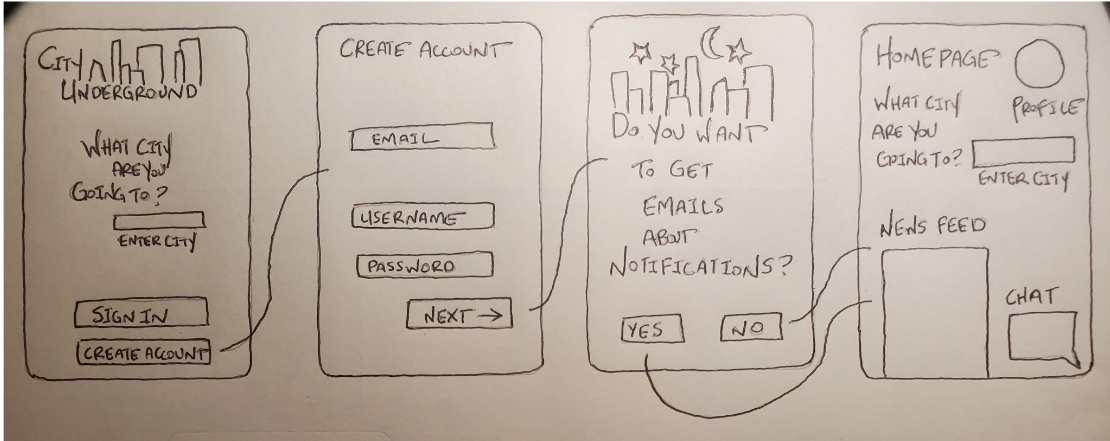 CITY
UNDERGROUND
WHAT CITY
ARE YOU
GOING TO?
ENTER CITY
SIGN IN
CREATE ACCOUNT
CREATE ACCOUNT
EMAIL
USERNAME
PASSWORD
NEXT →
DO YOU WANT
TO GET
EMAILS
ABOUT
NOTIFICATIONS?
YES
NO
HOMEPAGE
PROFILE
WHAT CITY
ARE YOU
GOING TO?
ENTER CITY
NEWS FEED
CHAT